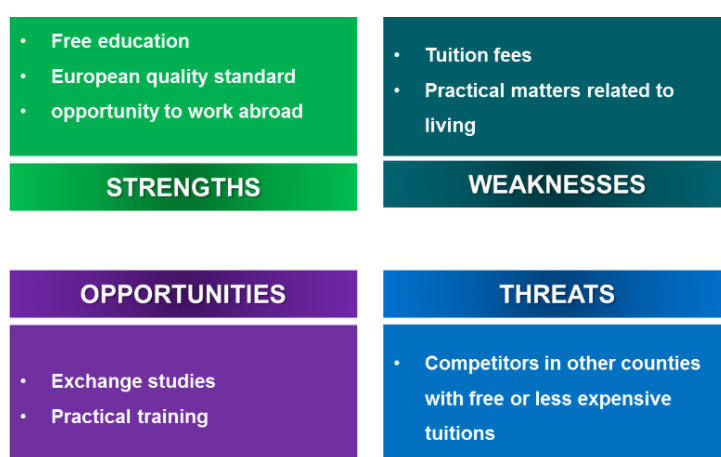 • Free education
• European quality standard
• opportunity to work abroad
STRENGTHS
• Tuition fees
• Practical matters related to
living
WEAKNESSES
OPPORTUNITIES
• Exchange studies
• Practical training
THREATS
• Competitors in other counties
with free or less expensive
tuitions